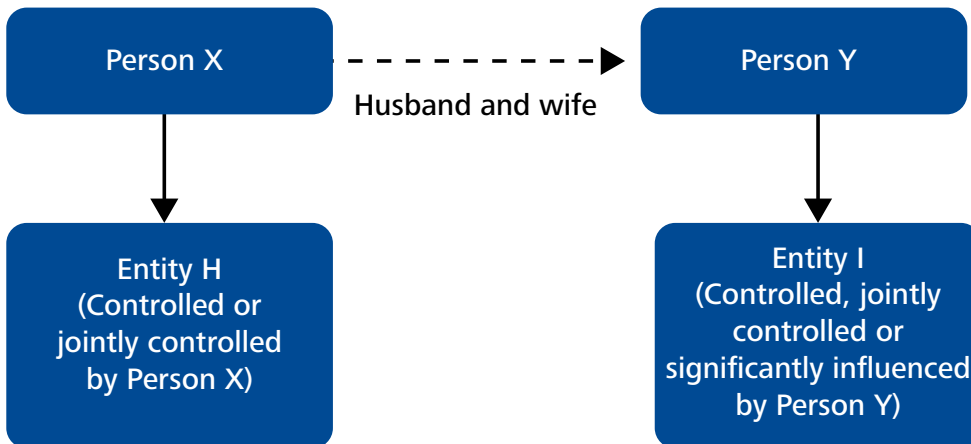 Person X
Person Y
Husband and wife
Entity H
(Controlled or
jointly controlled
by Person X)
Entity I
(Controlled, jointly
controlled or
significantly influenced
by Person Y)